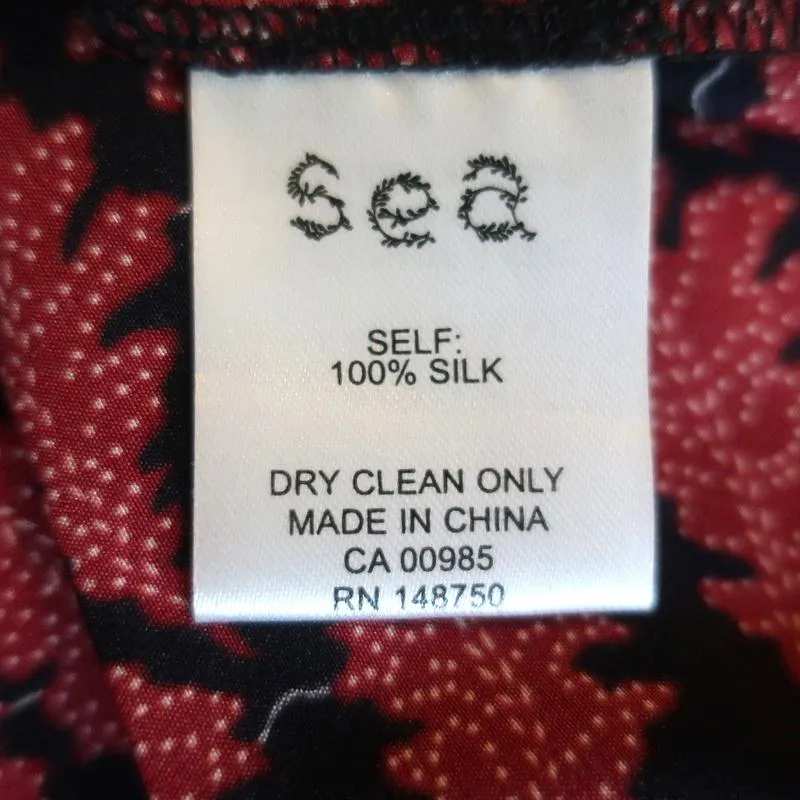 sea
SELF:
100% SILK
DRY CLEAN ONLY
MADE IN CHINA
CA 00985
RN 148750